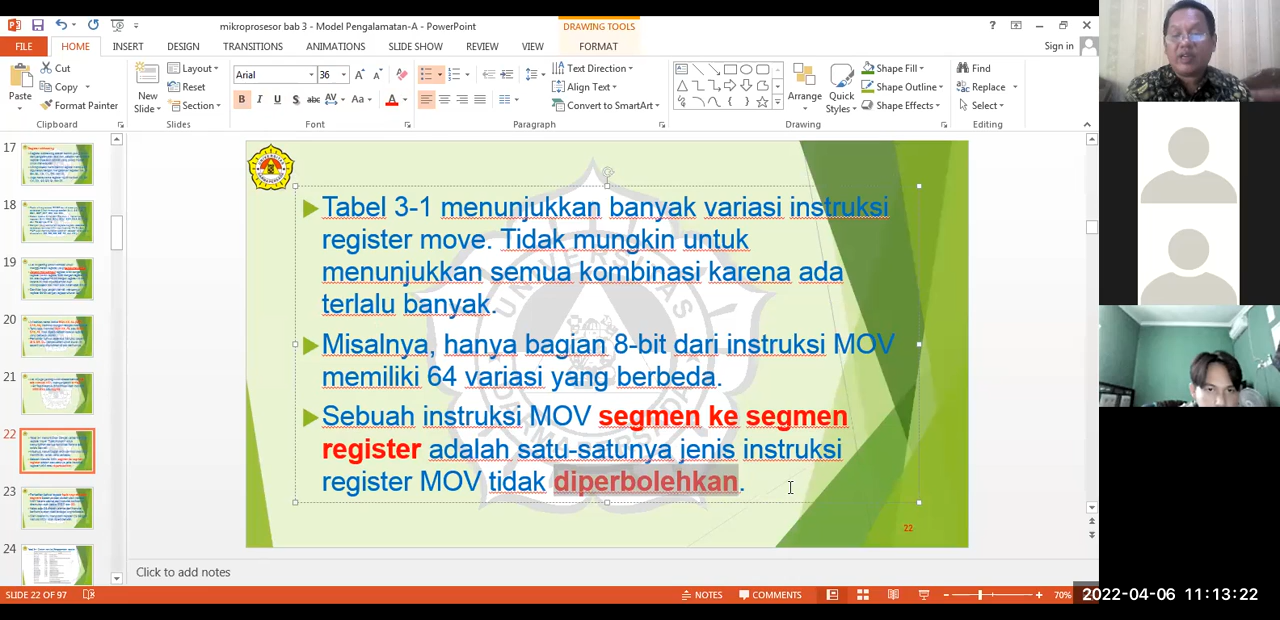 mikroprosesor bab 3 - Model Pengalamatan-A - PowerPoint
DRAWING TOOLS
FILE
HOME
INSERT
DESIGN
TRANSITIONS
ANIMATIONS
SLIDE SHOW
REVIEW
VIEW
FORMAT
Sign in
Paste
Cut
Copy
Format Painter
Clipboard
New Slide
Layout
Reset
Section
Slides
Arial
36
Font
Text Direction
Align Text
Convert to SmartArt
Paragraph
Arrange
Quick Styles
Shape Fill
Shape Outline
Shape Effects
Drawing
Find
Replace
Select
Editing
17
18
19
20
21
22
23
24
Tabel 3-1 menunjukkan banyak variasi instruksi
register move. Tidak mungkin untuk
menunjukkan semua kombinasi karena ada
terlalu banyak.
Misalnya, hanya bagian 8-bit dari instruksi MOV
memiliki 64 variasi yang berbeda.
Sebuah instruksi MOV segmen ke segmen
register adalah satu-satunya jenis instruksi
register MOV tidak diperbolehkan.
22
Click to add notes
SLIDE 22 OF 97
NOTES
COMMENTS
70%
2022-04-06 11:13:22